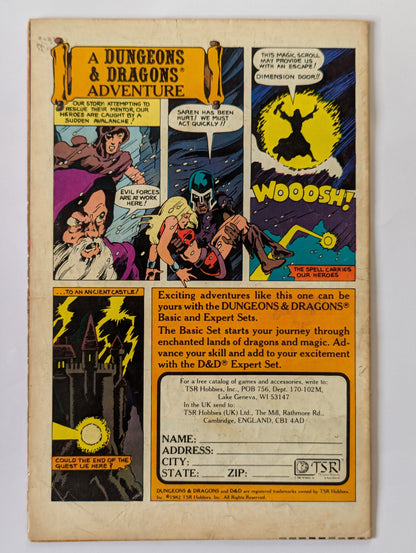 A DUNGEONS
& DRAGONS®
ADVENTURE
OUR STORY: ATTEMPTING TO
RESCUE THEIR MENTOR, OUR
HEROES ARE CAUGHT BY A
SUDDEN AVALANCHE!
EVIL FORCES
ARE AT WORK
HERE!
SAREN HAS BEEN
HURT! WE MUST
ACT QUICKLY!!
THIS MAGIC SCROLL
MAY PROVIDE US
WITH AN ESCAPE!
DIMENSION DOOR!!
WOOOSH!
THE SPELL CARRIES
OUR HEROES
...TO AN ANCIENT CASTLE!
COULD THE END OF THE
QUEST LIE HERE?
Exciting adventures like this one can be
yours with the DUNGEONS & DRAGONS®
Basic and Expert Sets.
The Basic Set starts your journey through
enchanted lands of dragons and magic. Ad-
vance your skill and add to your excitement
with the D&D® Expert Set.
For a free catalog of games and accessories, write to:
TSR Hobbies, Inc., POB 756, Dept. 170-102M,
Lake Geneva, WI 53147
In the UK send to:
TSR Hobbies (UK) Ltd., The Mill, Rathmore Rd.,
Cambridge, ENGLAND, CB1 4AD
NAME:
ADDRESS:
CITY:
STATE: ZIP:
TSR
DUNGEONS & DRAGONS and D&D are registered trademarks owned by TSR Hobbies,
Inc. ©1982 TSR Hobbies, Inc. All Rights Reserved.